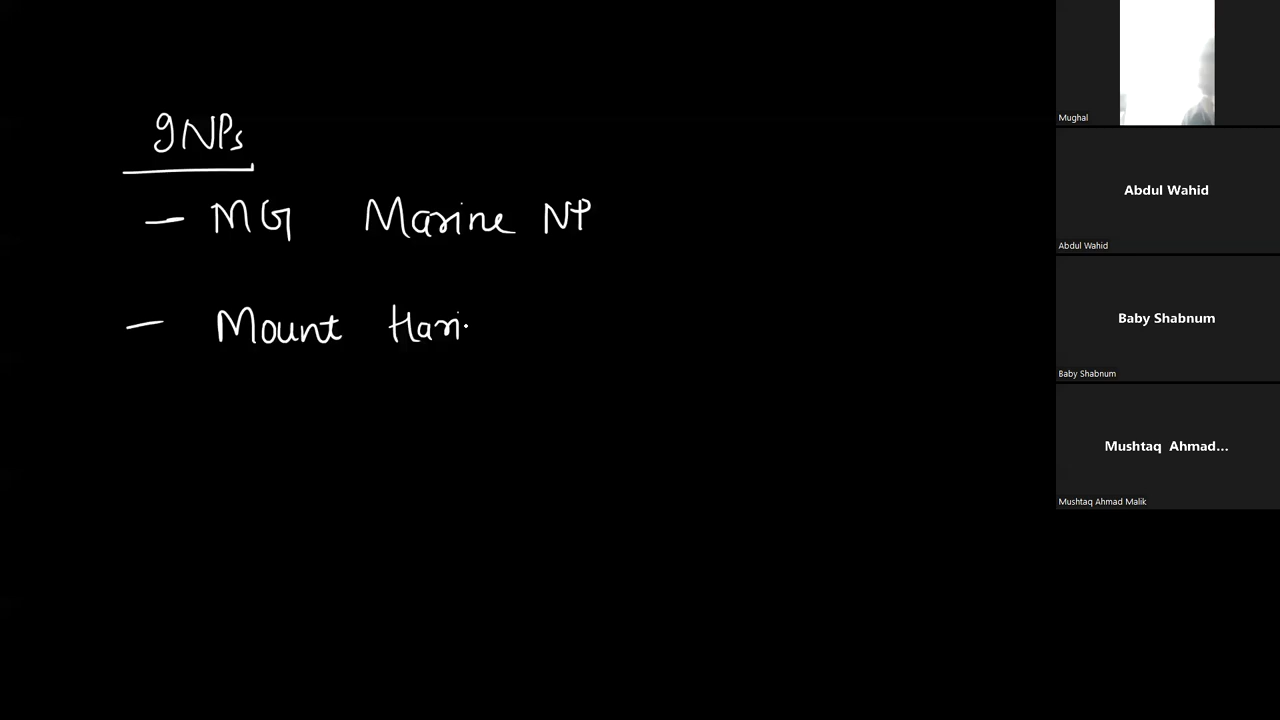 9NPs
— MG Marine NP
— Mount Hari
Mughal
Abdul Wahid
Abdul Wahid
Baby Shabnum
Baby Shabnum
Mushtaq Ahmad...
Mushtaq Ahmad Malik